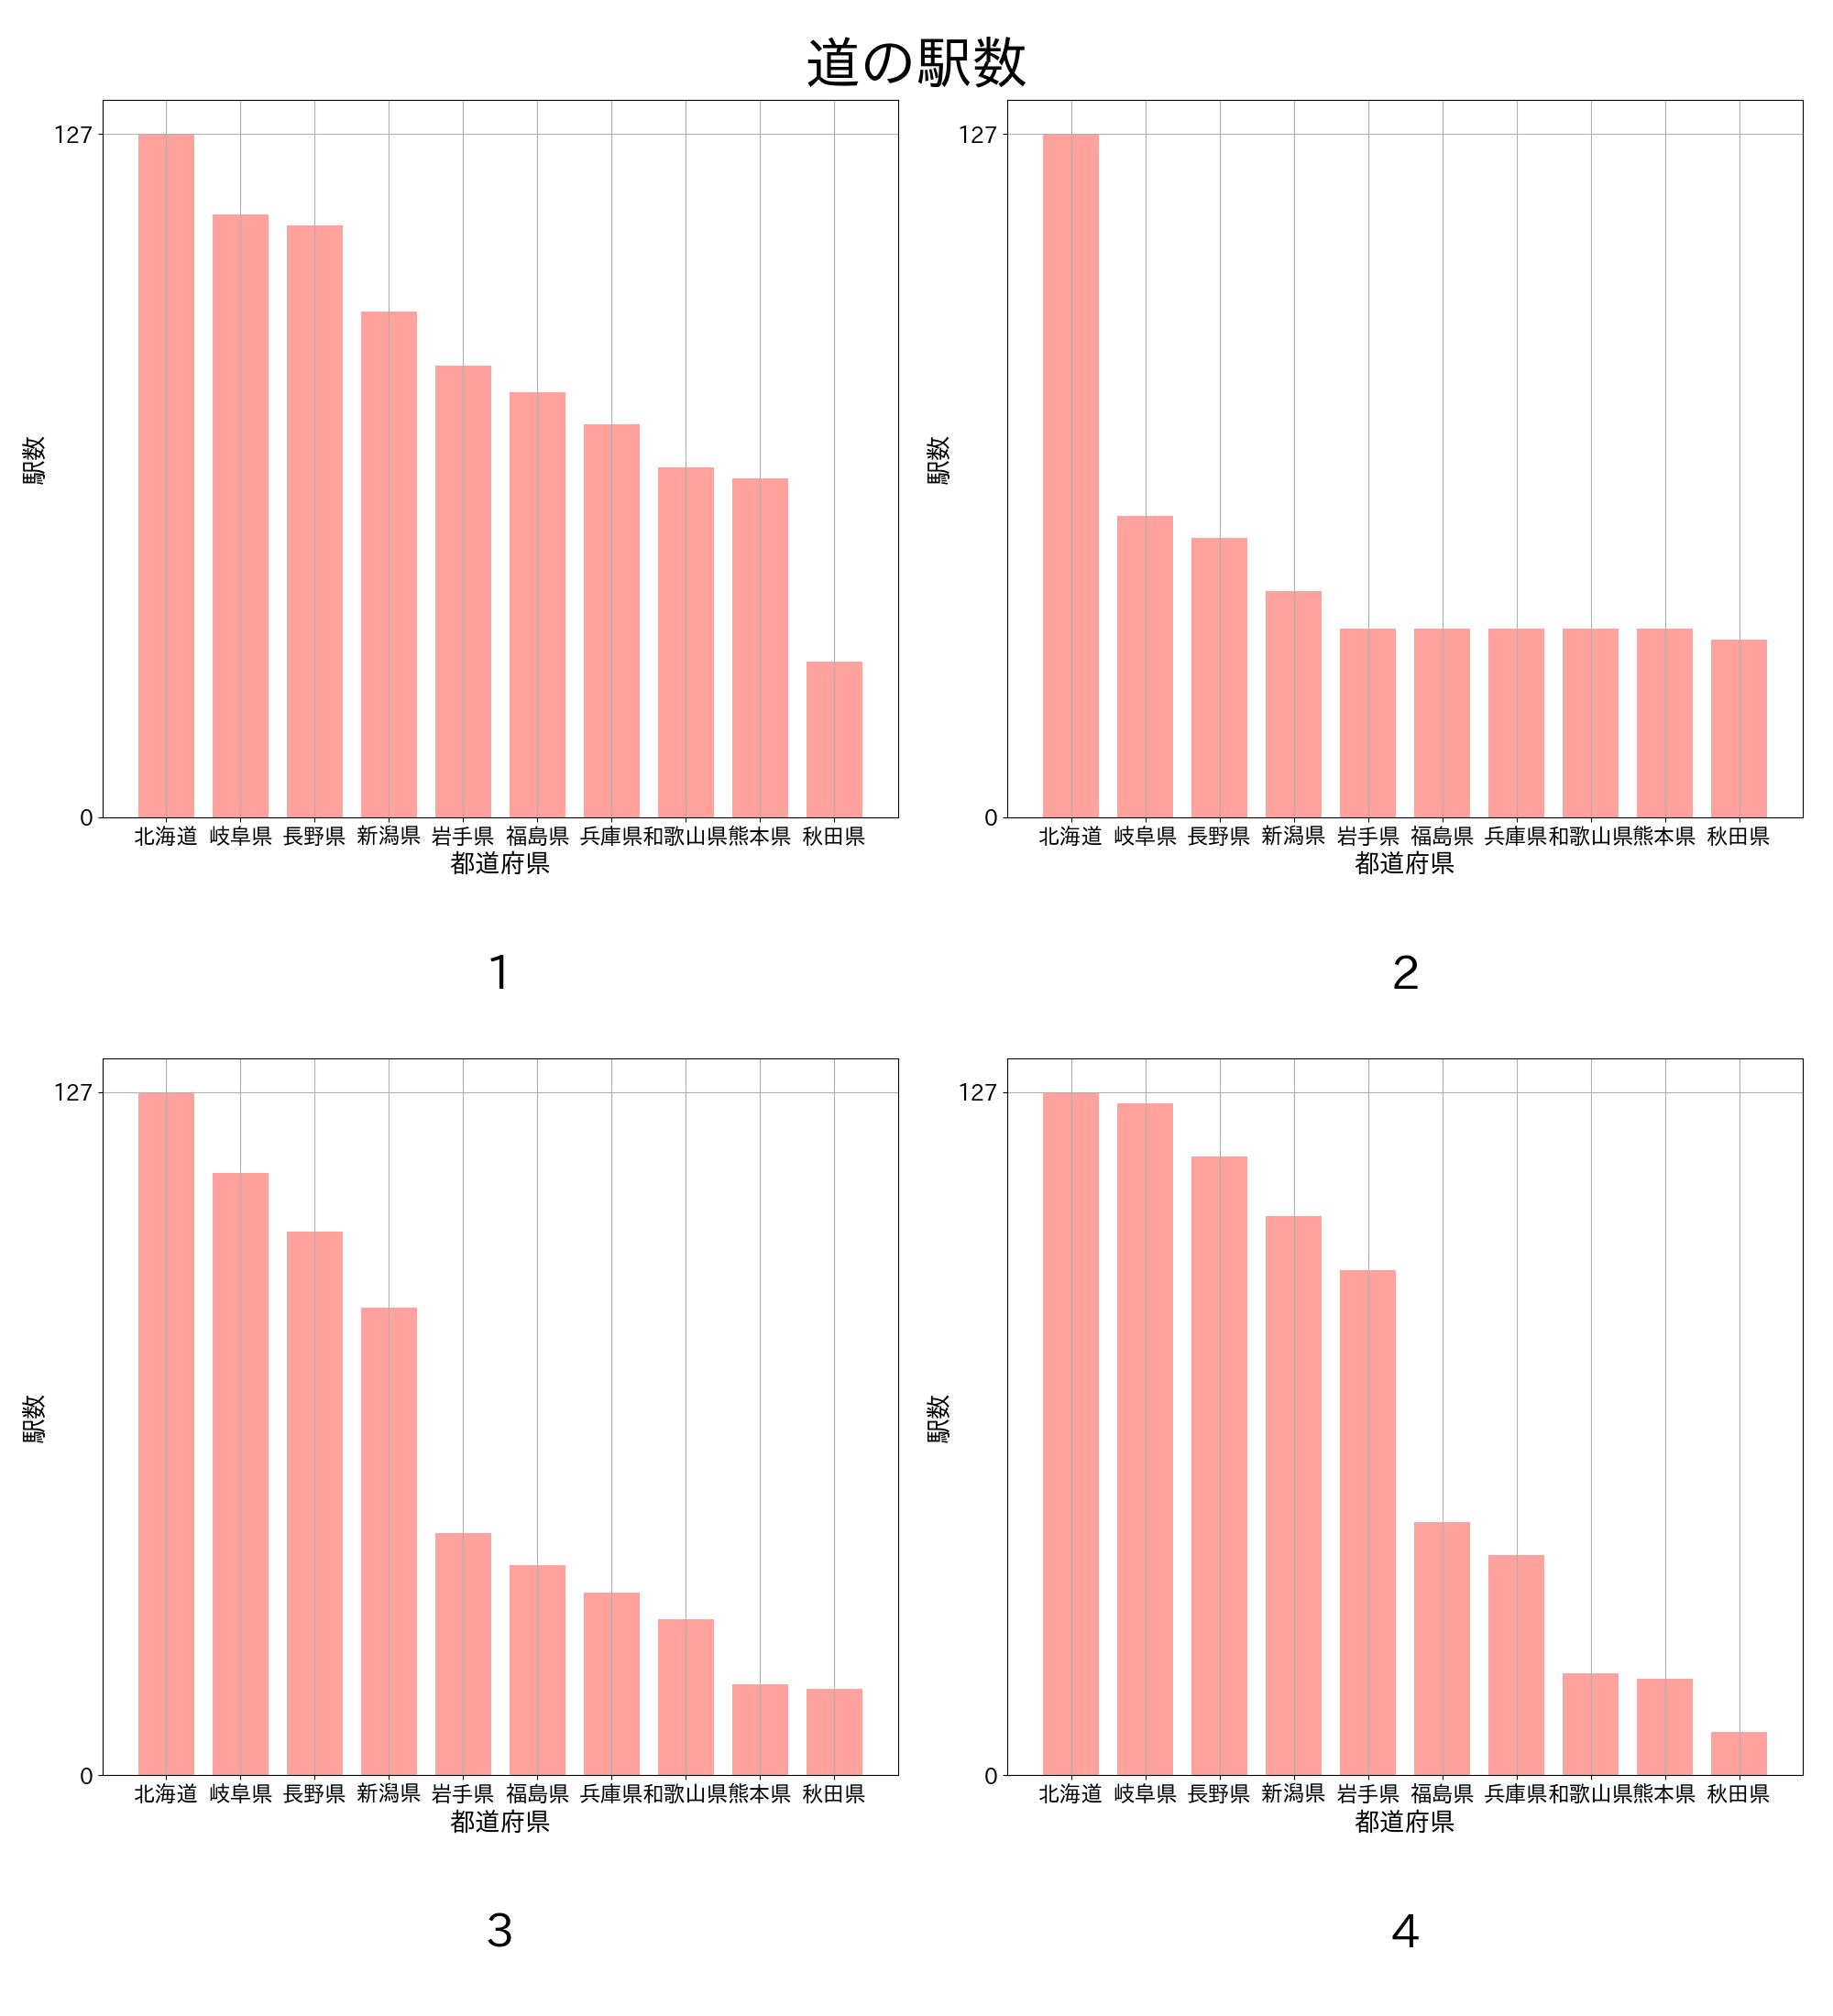 道の駅数
127
0
駅数
北海道 岐阜県 長野県 新潟県 岩手県 福島県 兵庫県 和歌山県 熊本県 秋田県
都道府県
1
127
0
駅数
北海道 岐阜県 長野県 新潟県 岩手県 福島県 兵庫県 和歌山県 熊本県 秋田県
都道府県
2
127
0
駅数
北海道 岐阜県 長野県 新潟県 岩手県 福島県 兵庫県 和歌山県 熊本県 秋田県
都道府県
3
127
0
駅数
北海道 岐阜県 長野県 新潟県 岩手県 福島県 兵庫県 和歌山県 熊本県 秋田県
都道府県
4